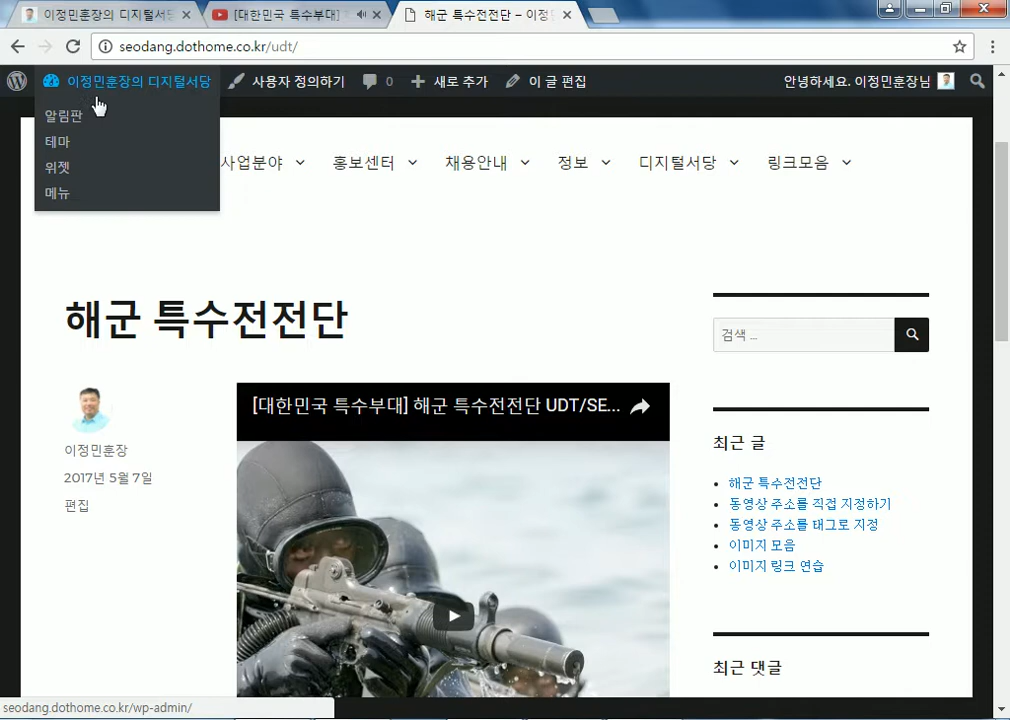 이정민훈장의 디지털서당
[대한민국 특수부대]
해군 특수전전단 – 이정민
seodang.dothome.co.kr/udt/
이정민훈장의 디지털서당
사용자 정의하기
0
새로 추가
이 글 편집
안녕하세요. 이정민훈장님
알림판
테마
위젯
메뉴
사업분야
홍보센터
채용안내
정보
디지털서당
링크모음
해군 특수전전단
검색 ...
이정민훈장
2017년 5월 7일
편집
[대한민국 특수부대] 해군 특수전전단 UDT/SE...
최근 글
해군 특수전전단
동영상 주소를 직접 지정하기
동영상 주소를 태그로 지정
이미지 모음
이미지 링크 연습
최근 댓글
seodang.dothome.co.kr/wp-admin/